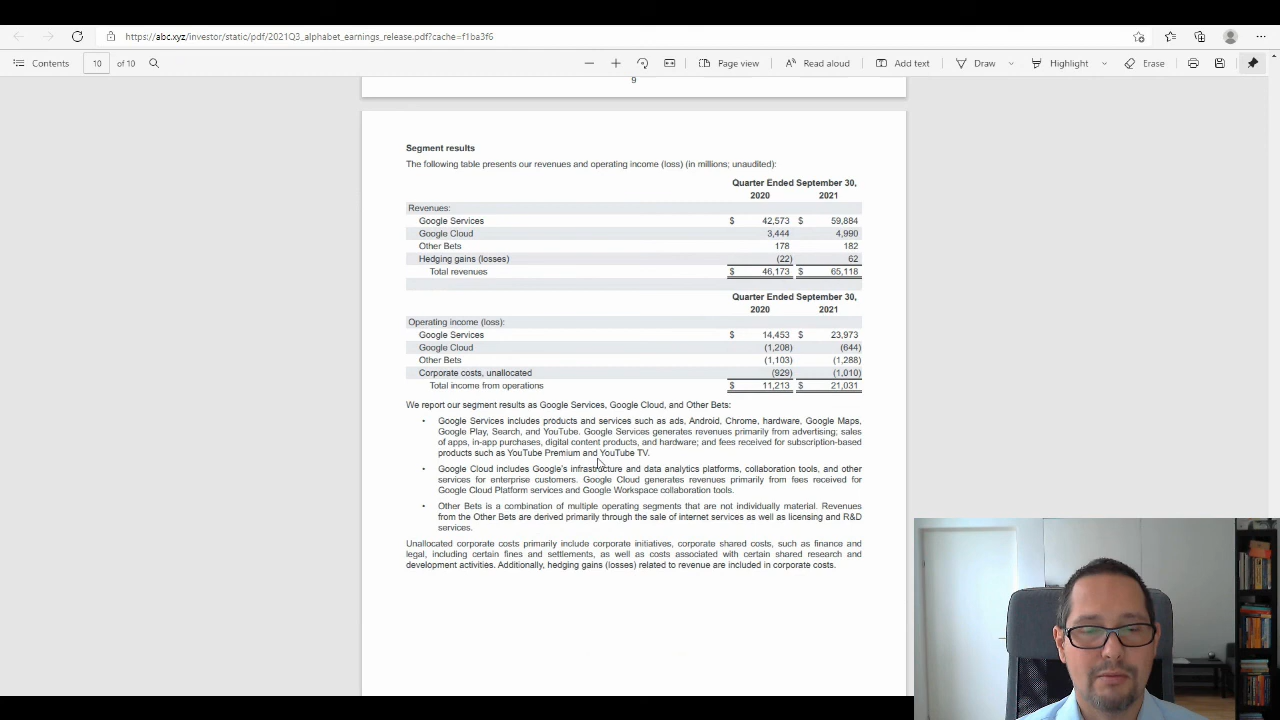 https://abc.xyz/investor/static/pdf/2021Q3_alphabet_earnings_release.pdf?cache=f1ba3f6
Contents 10 of 10 Page view Read aloud Add text Draw Highlight Erase
9
Segment results
The following table presents our revenues and operating income (loss) (in millions; unaudited):
Quarter Ended September 30,
2020 2021
Revenues:
Google Services $ 42,573 $ 59,884
Google Cloud 3,444 4,990
Other Bets 178 182
Hedging gains (losses) (22) 62
Total revenues $ 46,173 $ 65,118
Quarter Ended September 30,
2020 2021
Operating income (loss):
Google Services $ 14,453 $ 23,973
Google Cloud (1,208) (644)
Other Bets (1,103) (1,288)
Corporate costs, unallocated (929) (1,010)
Total income from operations $ 11,213 $ 21,031
We report our segment results as Google Services, Google Cloud, and Other Bets:
• Google Services includes products and services such as ads, Android, Chrome, hardware, Google Maps,
Google Play, Search, and YouTube. Google Services generates revenues primarily from advertising; sales
of apps, in-app purchases, digital content products, and hardware; and fees received for subscription-based
products such as YouTube Premium and YouTube TV.
• Google Cloud includes Google's infrastructure and data analytics platforms, collaboration tools, and other
services for enterprise customers. Google Cloud generates revenues primarily from fees received for
Google Cloud Platform services and Google Workspace collaboration tools.
• Other Bets is a combination of multiple operating segments that are not individually material. Revenues
from the Other Bets are derived primarily through the sale of internet services as well as licensing and R&D
services.
Unallocated corporate costs primarily include corporate initiatives, corporate shared costs, such as finance and
legal, including certain fines and settlements, as well as costs associated with certain shared research and
development activities. Additionally, hedging gains (losses) related to revenue are included in corporate costs.